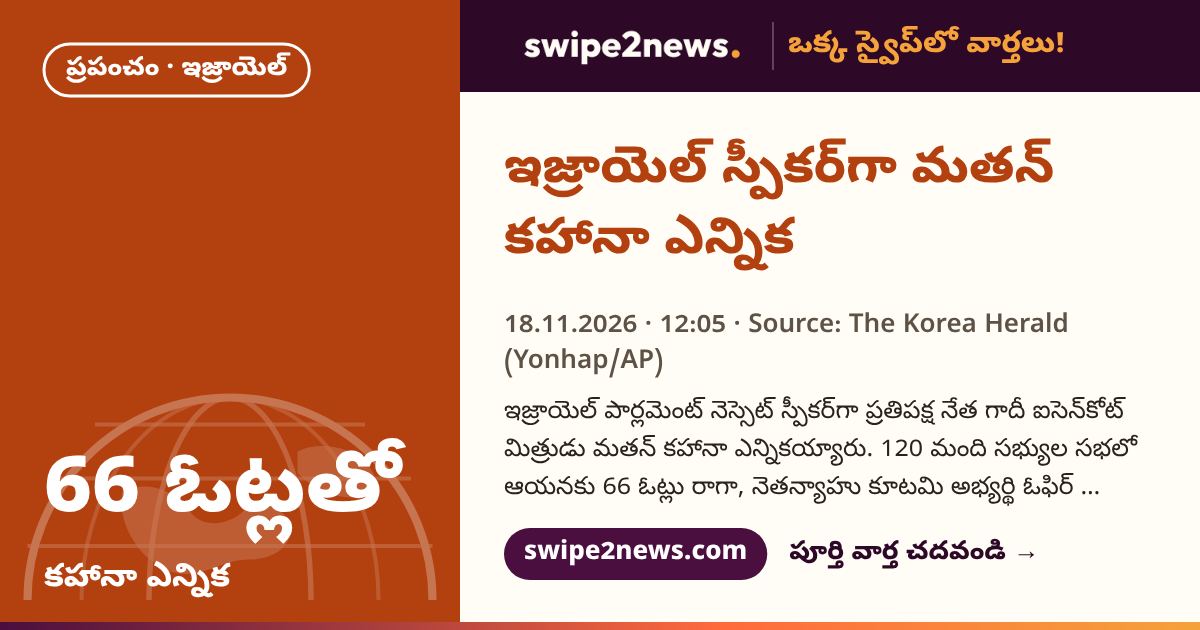 ప్రపంచం · ఇజ్రాయెల్
66 ఓట్లతో
కహానా ఎన్నిక
swipe2news.
ఒక్క స్వైప్‌లో వార్తలు!
ఇజ్రాయెల్ స్పీకర్‌గా మతన్
కహానా ఎన్నిక
18.11.2026 · 12:05 · Source: The Korea Herald
(Yonhap/AP)
ఇజ్రాయెల్ పార్లమెంట్ నెస్సెట్ స్పీకర్‌గా ప్రతిపక్ష నేత గాదీ ఐసెన్‌కోట్
మిత్రుడు మతన్ కహానా ఎన్నికయ్యారు. 120 మంది సభ్యుల సభలో
ఆయనకు 66 ఓట్లు రాగా, నెతన్యాహు కూటమి అభ్యర్థి ఓఫిర్ ...
swipe2news.com
పూర్తి వార్త చదవండి →